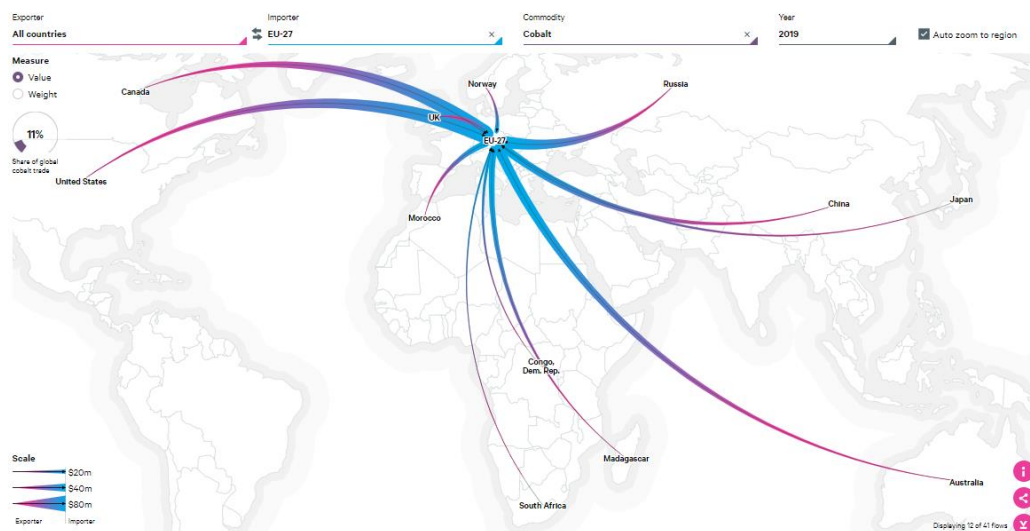 Exporter
All countries
Importer
EU-27
×
Commodity
Cobalt
×
Year
2019
Auto zoom to region
Measure
Value
Weight
11%
Share of global
cobalt trade
Canada
Norway
Russia
UK
EU-27
United States
China
Japan
Morocco
Congo,
Dem. Rep.
Madagascar
Australia
South Africa
Scale
$20m
$40m
$80m
Exporter
Importer
Displaying 12 of 41 flows